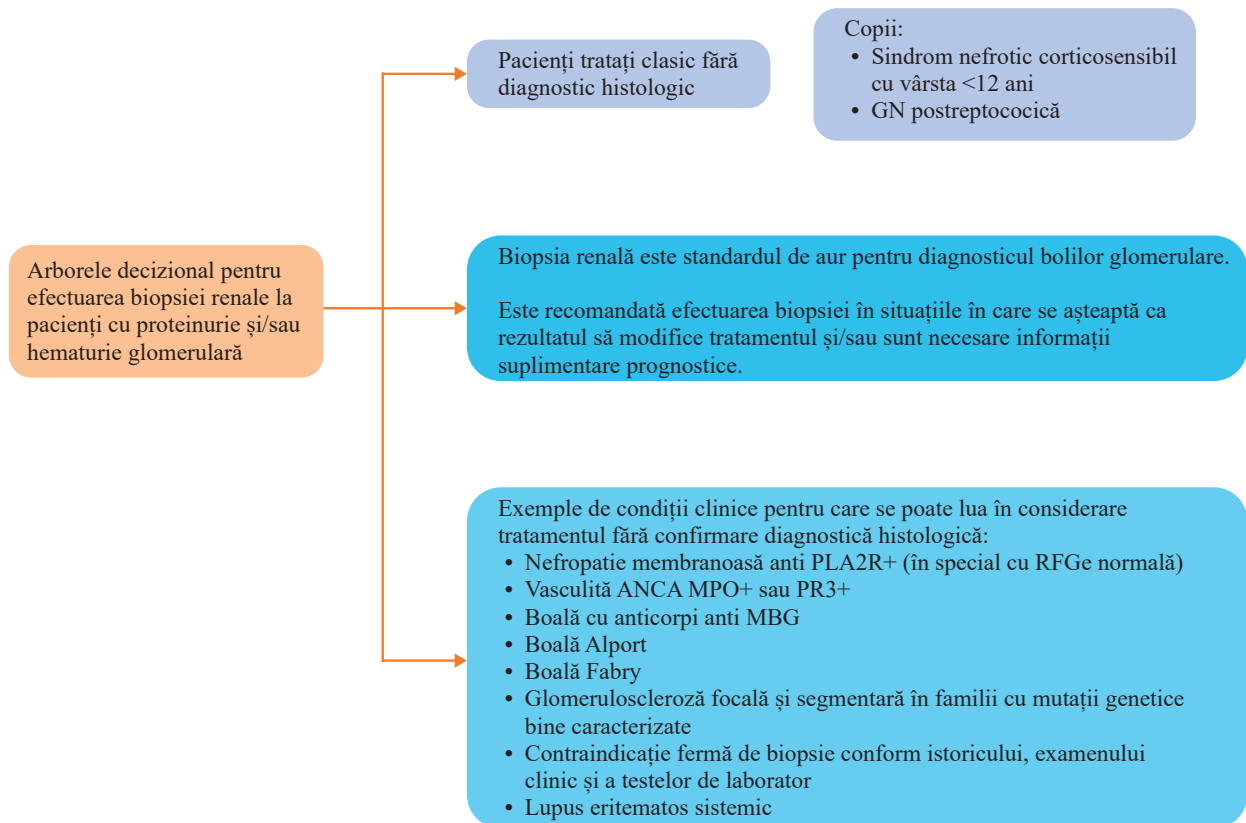 Pacienți tratați clasic fără
diagnostic histologic
Copii:
• Sindrom nefrotic corticosensibil
cu vârsta <12 ani
• GN postreptococică
Arborele decizional pentru
efectuarea biopsiei renale la
pacienți cu proteinurie și/sau
hematurie glomerulară
Biopsia renală este standardul de aur pentru diagnosticul bolilor glomerulare.
Este recomandată efectuarea biopsiei în situațiile în care se așteaptă ca
rezultatul să modifice tratamentul și/sau sunt necesare informații
suplimentare prognostice.
Exemple de condiții clinice pentru care se poate lua în considerare
tratamentul fără confirmare diagnostică histologică:
• Nefropatie membranoasă anti PLA2R+ (în special cu RFGe normală)
• Vasculită ANCA MPO+ sau PR3+
• Boală cu anticorpi anti MBG
• Boală Alport
• Boală Fabry
• Glomeruloscleroză focală și segmentară în familii cu mutații genetice
bine caracterizate
• Contraindicație fermă de biopsie conform istoricului, examenului
clinic și a testelor de laborator
• Lupus eritematos sistemic